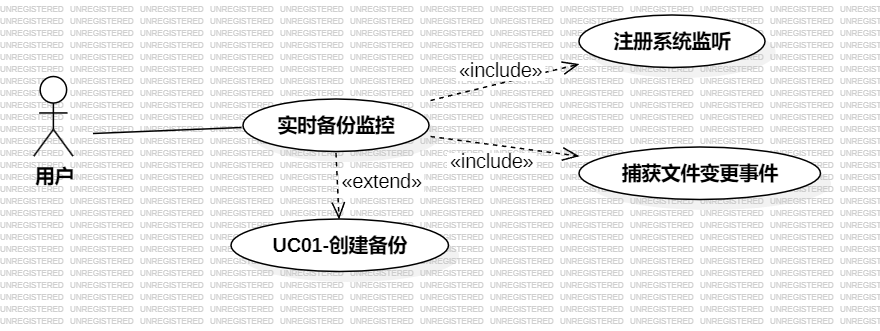 注册系统监听
«include»
实时备份监控
«include»
捕获文件变更事件
用户
«extend»
UC01-创建备份
UNREGISTERED